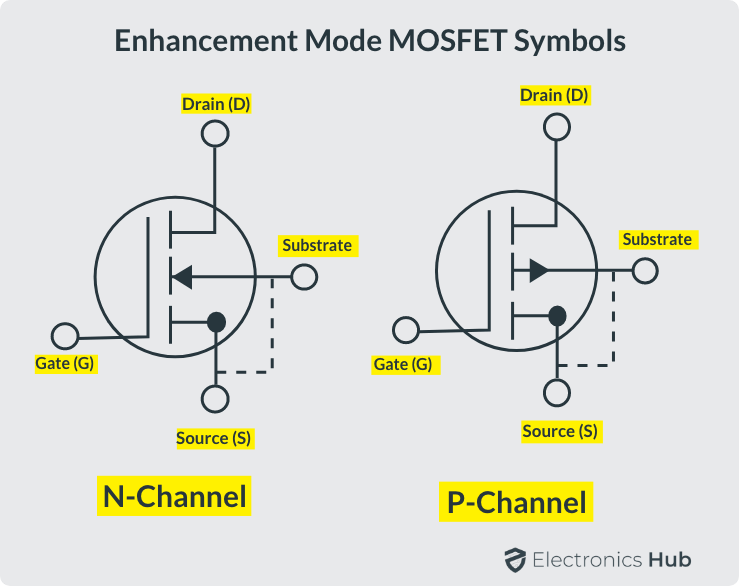 Enhancement Mode MOSFET Symbols
Drain (D)
Substrate
Gate (G)
Source (S)
N-Channel
Drain (D)
Substrate
Gate (G)
Source (S)
P-Channel
Electronics Hub